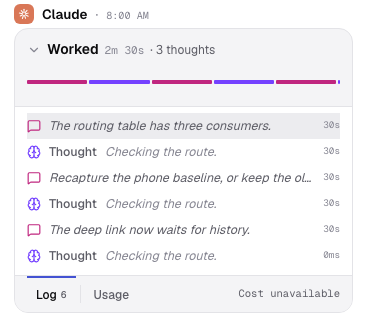 Claude · 8:00 AM
Worked 2m 30s · 3 thoughts
The routing table has three consumers. 30s
Thought Checking the route. 30s
Recapture the phone baseline, or keep the ol... 30s
Thought Checking the route. 30s
The deep link now waits for history. 30s
Thought Checking the route. 0ms
Log 6 Usage Cost unavailable